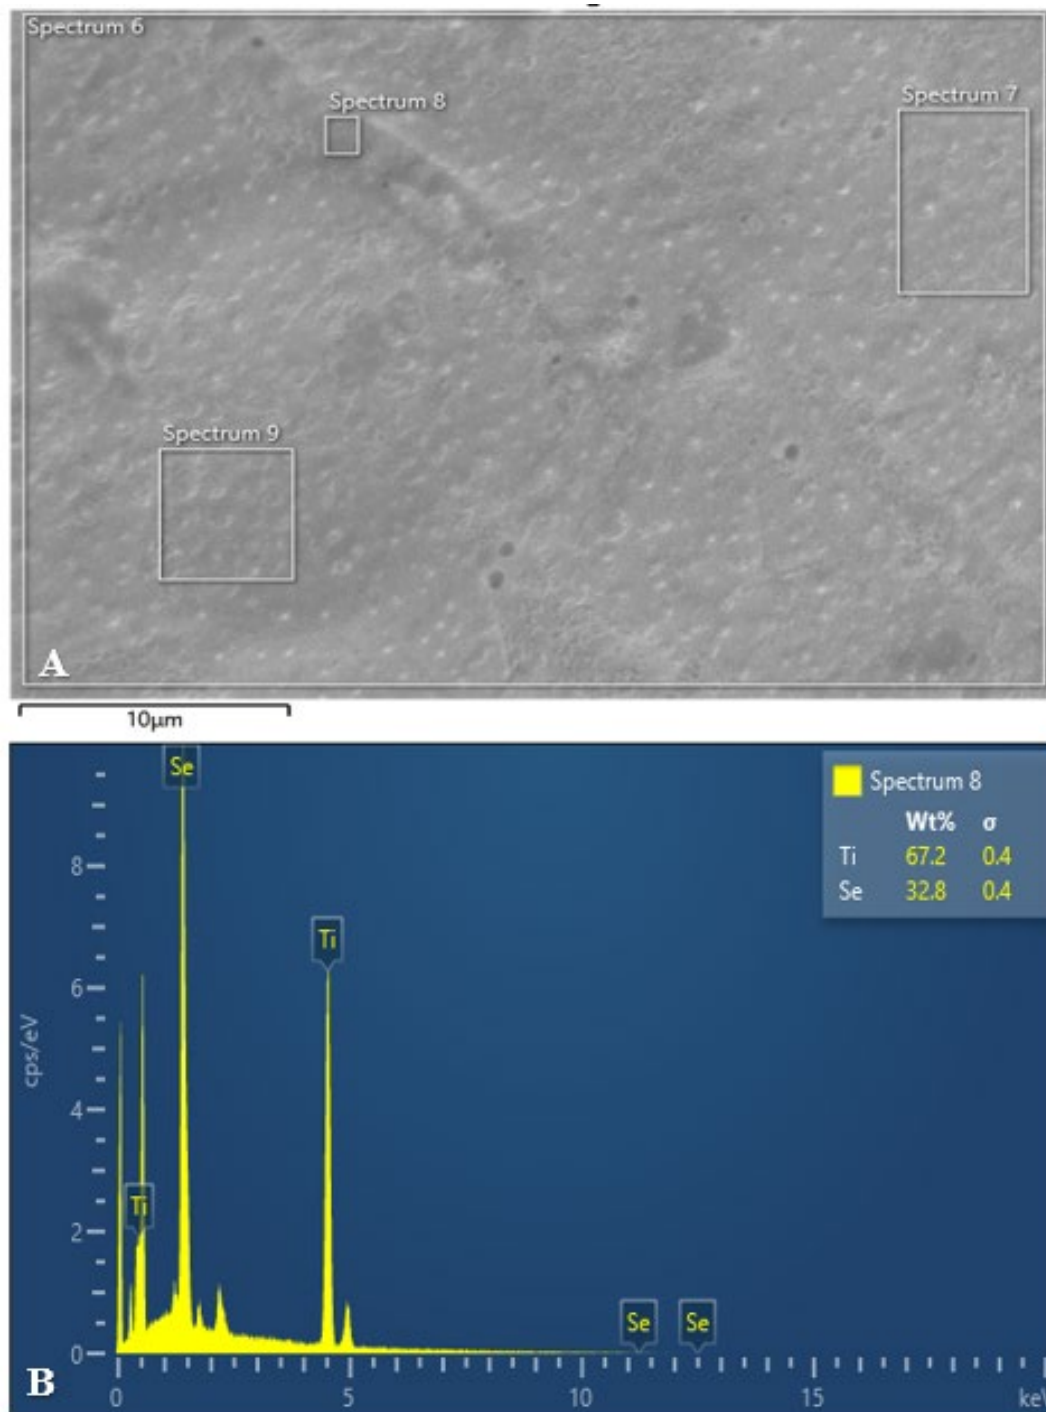 Spectrum 6
Spectrum 8
Spectrum 7
Spectrum 9
A
10µm
Se
Spectrum 8
Wt% σ
Ti 67.2 0.4
Se 32.8 0.4
8
Ti
6
cps/eV
4
Ti
2
Se Se
0
B
0 5 10 15 keV